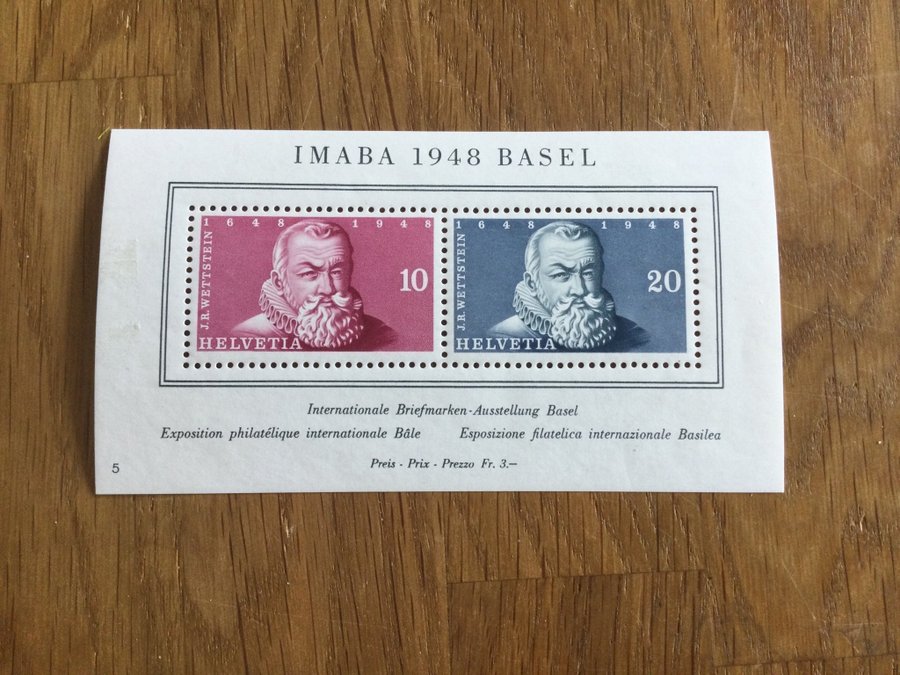 IMABA 1948 BASEL
1648 1948
J.R.WETTSTEIN
10
HELVETIA
1648 1948
J.R.WETTSTEIN
20
HELVETIA
Internationale Briefmarken-Ausstellung Basel
Exposition philatélique internationale Bâle Esposizione filatelica internazionale Basilea
Preis - Prix - Prezzo Fr. 3.—
5